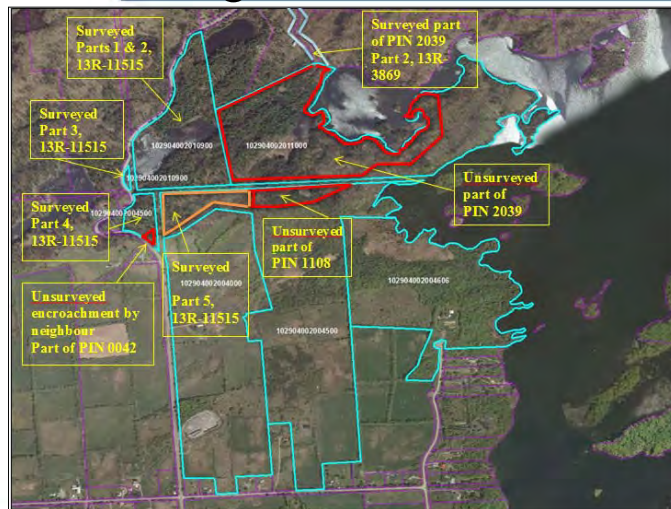 Surveyed
Parts 1 & 2,
13R-11515
Surveyed part
of PIN 2039
Part 2, 13R-
3869
Surveyed
Part 3,
13R-11515
102904002010900
102904002011000
102904002010900
Surveyed
Part 4,
13R-11515
Unsurveyed
part of
PIN 2039
Unsurveyed
part of
PIN 1108
Surveyed
Part 5,
13R-11515
Unsurveyed
encroachment by
neighbour
Part of PIN 0042
102904002004000
102904002004606
102904002004500